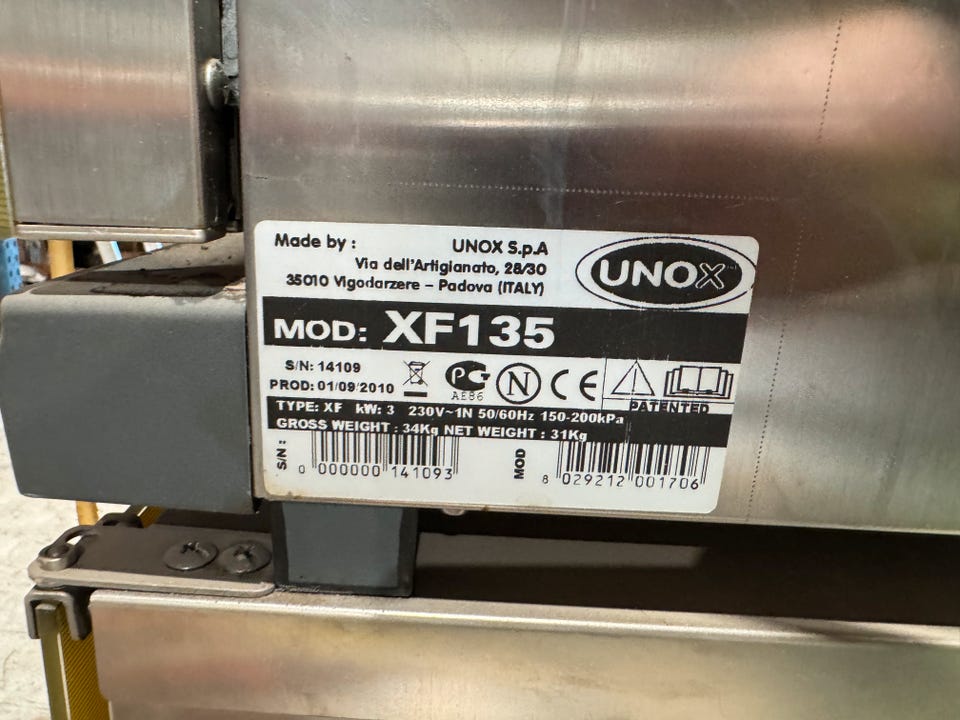 Made by : UNOX S.p.A
Via dell'Artigianato, 28/30
35010 Vigodarzere – Padova (ITALY)
UNOX
MOD: XF135
S/N: 14109
PROD: 01/09/2010
PG
AE86
N
CE
PATENTED
TYPE: XF kW: 3 230V~1N 50/60Hz 150-200kPa
GROSS WEIGHT : 34Kg NET WEIGHT : 31Kg
S/N :
0 000000 141093
MOD
8 029212 001706